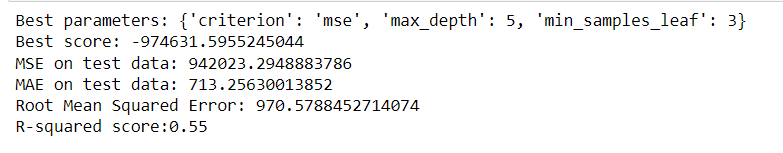 Best parameters: {'criterion': 'mse', 'max_depth': 5, 'min_samples_leaf': 3}
Best score: -974631.5955245044
MSE on test data: 942023.2948883786
MAE on test data: 713.25630013852
Root Mean Squared Error: 970.5788452714074
R-squared score:0.55